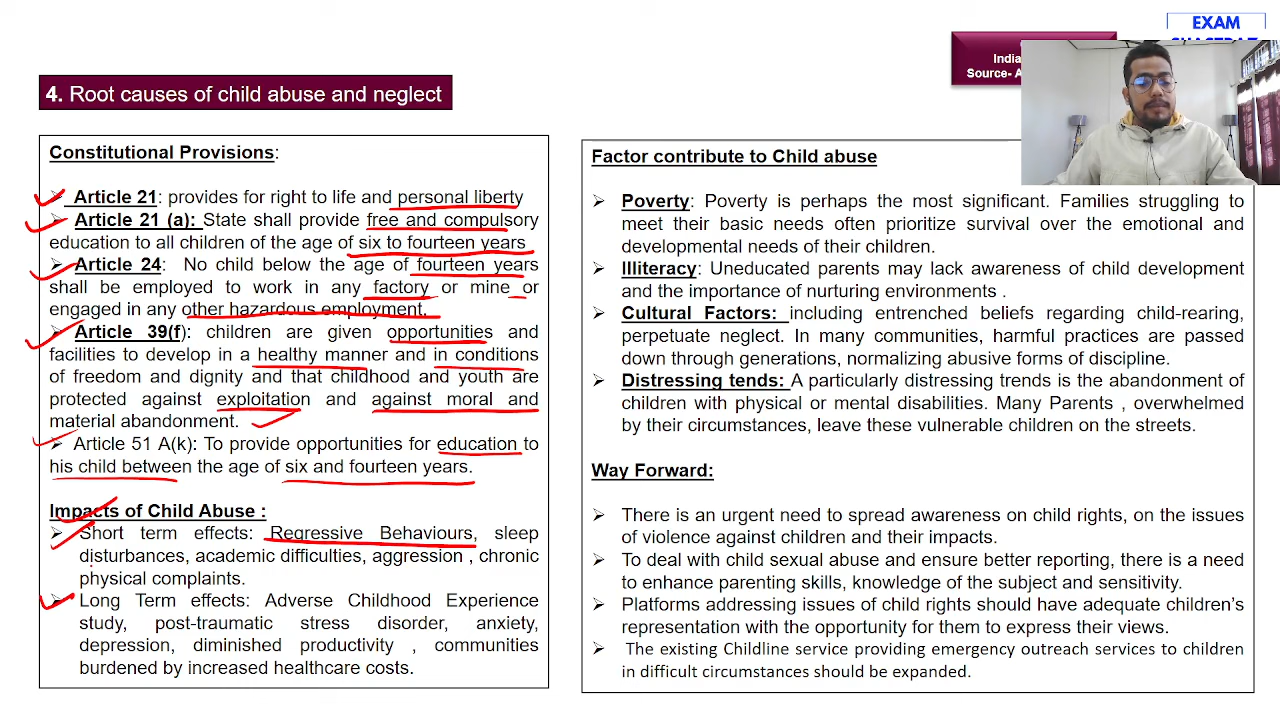 EXAM
India
Source- A
4. Root causes of child abuse and neglect
Constitutional Provisions:
➢ Article 21: provides for right to life and personal liberty
➢ Article 21 (a): State shall provide free and compulsory
education to all children of the age of six to fourteen years
➢ Article 24: No child below the age of fourteen years
shall be employed to work in any factory or mine or
engaged in any other hazardous employment.
➢ Article 39(f): children are given opportunities and
facilities to develop in a healthy manner and in conditions
of freedom and dignity and that childhood and youth are
protected against exploitation and against moral and
material abandonment.
➢ Article 51 A(k): To provide opportunities for education to
his child between the age of six and fourteen years.
Impacts of Child Abuse :
➢ Short term effects: Regressive Behaviours, sleep
disturbances, academic difficulties, aggression , chronic
physical complaints.
➢ Long Term effects: Adverse Childhood Experience
study, post-traumatic stress disorder, anxiety,
depression, diminished productivity , communities
burdened by increased healthcare costs.
Factor contribute to Child abuse
➢ Poverty: Poverty is perhaps the most significant. Families struggling to
meet their basic needs often prioritize survival over the emotional and
developmental needs of their children.
➢ Illiteracy: Uneducated parents may lack awareness of child development
and the importance of nurturing environments .
➢ Cultural Factors: including entrenched beliefs regarding child-rearing,
perpetuate neglect. In many communities, harmful practices are passed
down through generations, normalizing abusive forms of discipline.
➢ Distressing tends: A particularly distressing trends is the abandonment of
children with physical or mental disabilities. Many Parents , overwhelmed
by their circumstances, leave these vulnerable children on the streets.
Way Forward:
➢ There is an urgent need to spread awareness on child rights, on the issues
of violence against children and their impacts.
➢ To deal with child sexual abuse and ensure better reporting, there is a need
to enhance parenting skills, knowledge of the subject and sensitivity.
➢ Platforms addressing issues of child rights should have adequate children's
representation with the opportunity for them to express their views.
➢ The existing Childline service providing emergency outreach services to children
in difficult circumstances should be expanded.